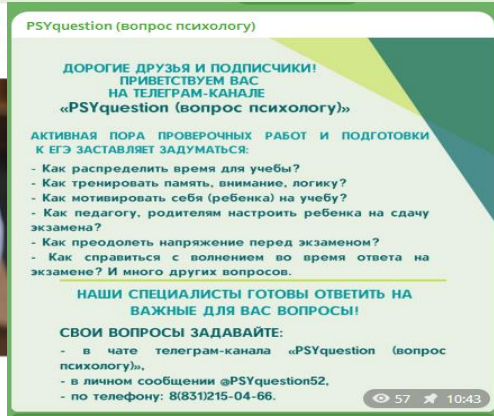 PSYquestion (вопрос психологу)
ДОРОГИЕ ДРУЗЬЯ И ПОДПИСЧИКИ!
ПРИВЕТСТВУЕМ ВАС
НА ТЕЛЕГРАМ-КАНАЛЕ
«PSYquestion (вопрос психологу)»
АКТИВНАЯ ПОРА ПРОВЕРОЧНЫХ РАБОТ И ПОДГОТОВКИ
К ЕГЭ ЗАСТАВЛЯЕТ ЗАДУМАТЬСЯ:
- Как распределить время для учебы?
- Как тренировать память, внимание, логику?
- Как мотивировать себя (ребенка) на учебу?
- Как педагогу, родителям настроить ребенка на сдачу
экзамена?
- Как преодолеть напряжение перед экзаменом?
- Как справиться с волнением во время ответа на
экзамене? И много других вопросов.
НАШИ СПЕЦИАЛИСТЫ ГОТОВЫ ОТВЕТИТЬ НА
ВАЖНЫЕ ДЛЯ ВАС ВОПРОСЫ!
СВОИ ВОПРОСЫ ЗАДАВАЙТЕ:
- в чате телеграм-канала «PSYquestion (вопрос
психологу)»,
- в личном сообщении @PSYquestion52,
- по телефону: 8(831)215-04-66.
57 10:43